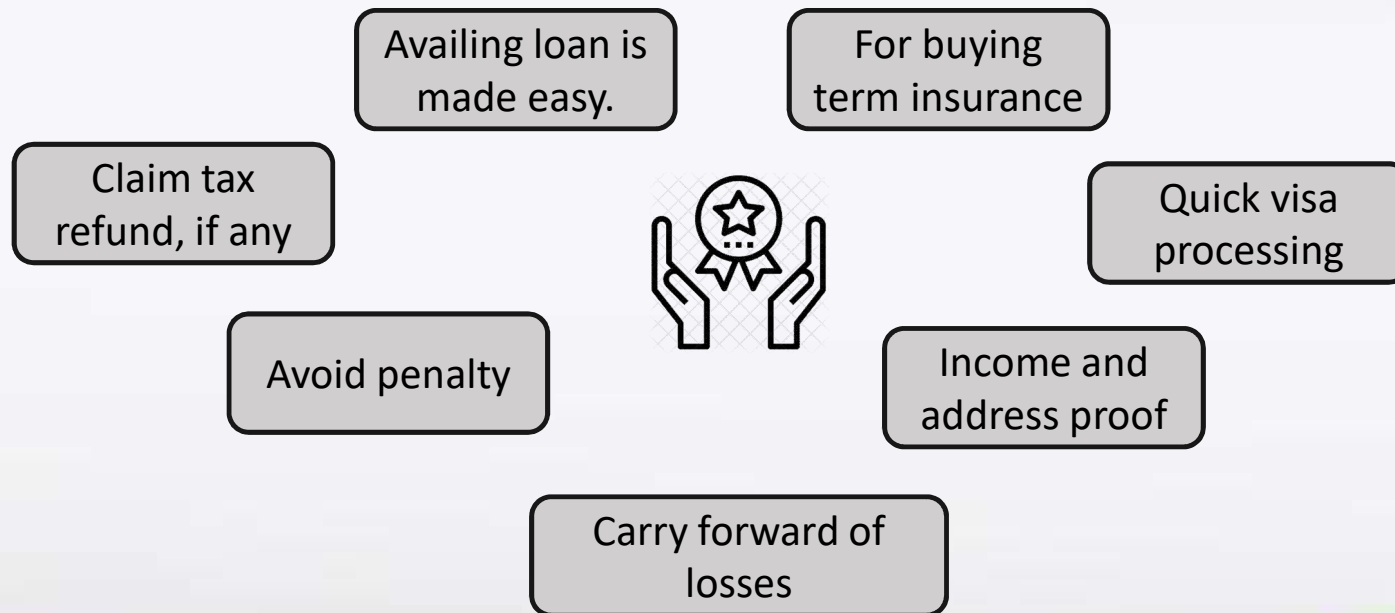 Availing loan is
made easy.
For buying
term insurance
Claim tax
refund, if any
Quick visa
processing
Avoid penalty
Income and
address proof
Carry forward of
losses